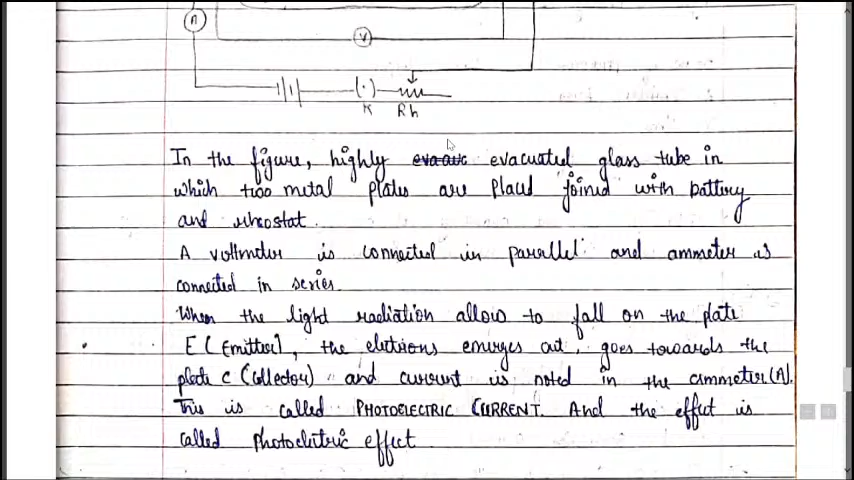 A
V
K
Rh
In the figure, highly evacuated glass tube in
which two metal plates are placed joined with battery
and rheostat.
A voltmeter is connected in parallel and ammeter is
connected in series.
When the light radiation allow to fall on the plate
E (Emitter), the eletrons emerges out, goes towards the
plate C (Collector) and current is noted in the ammeter (A).
This is called PHOTOELECTRIC CURRENT. And the effect is
called Photoelectric effect